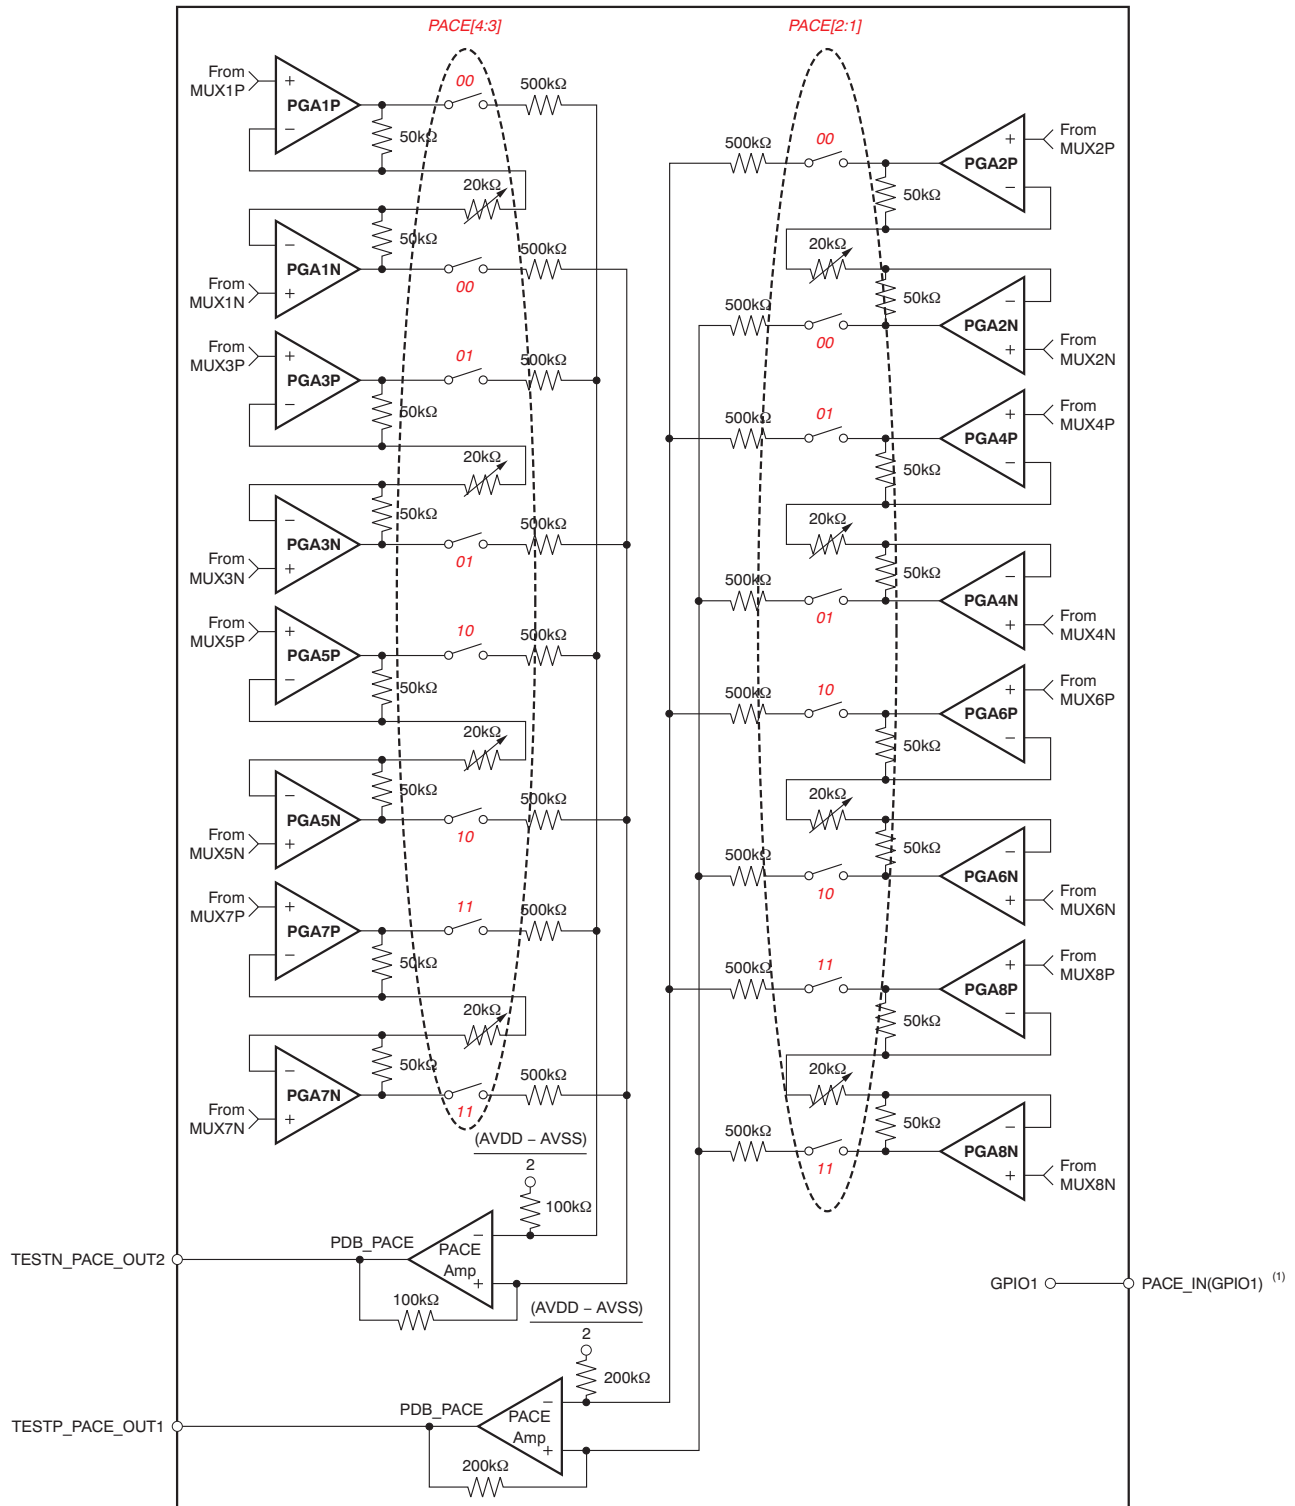 PACE[4:3]
PACE[2:1]
From
MUX1P
+
PGA1P
−
00
500kΩ
50kΩ
20kΩ
−
PGA1N
+
50kΩ
00
500kΩ
From
MUX1N
From
MUX3P
+
PGA3P
−
01
500kΩ
50kΩ
20kΩ
−
PGA3N
+
50kΩ
01
500kΩ
From
MUX3N
From
MUX5P
+
PGA5P
−
10
500kΩ
50kΩ
20kΩ
−
PGA5N
+
50kΩ
10
500kΩ
From
MUX5N
From
MUX7P
+
PGA7P
−
11
500kΩ
50kΩ
20kΩ
−
PGA7N
+
50kΩ
11
500kΩ
From
MUX7N
500kΩ
00
PGA2P
+
−
From
MUX2P
50kΩ
20kΩ
500kΩ
00
50kΩ
−
PGA2N
+
From
MUX2N
500kΩ
01
+
PGA4P
−
From
MUX4P
50kΩ
20kΩ
500kΩ
01
50kΩ
−
PGA4N
+
From
MUX4N
500kΩ
10
+
PGA6P
−
From
MUX6P
50kΩ
20kΩ
500kΩ
10
50kΩ
−
PGA6N
+
From
MUX6N
500kΩ
11
+
PGA8P
−
From
MUX8P
50kΩ
20kΩ
500kΩ
11
50kΩ
−
PGA8N
+
From
MUX8N
(AVDD − AVSS)
2
100kΩ
TESTN_PACE_OUT2
PDB_PACE
−
PACE
Amp
+
100kΩ
GPIO1
PACE_IN(GPIO1) (1)
(AVDD − AVSS)
2
200kΩ
TESTP_PACE_OUT1
PDB_PACE
−
PACE
Amp
+
200kΩ